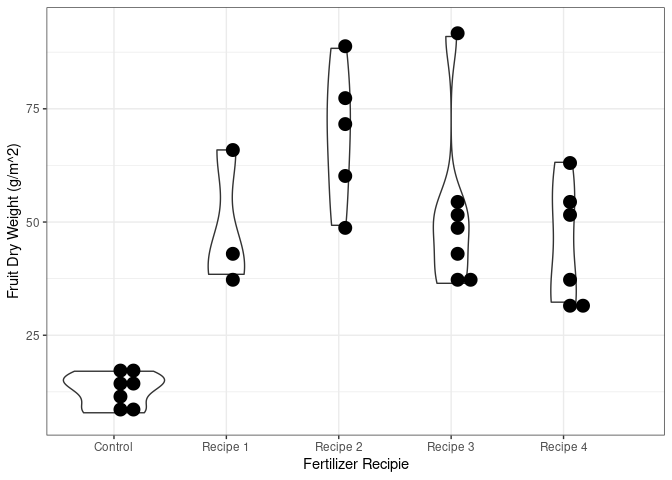 Fruit Dry Weight (g/m^2)
75
50
25
Control Recipe 1 Recipe 2 Recipe 3 Recipe 4
Fertilizer Recipie